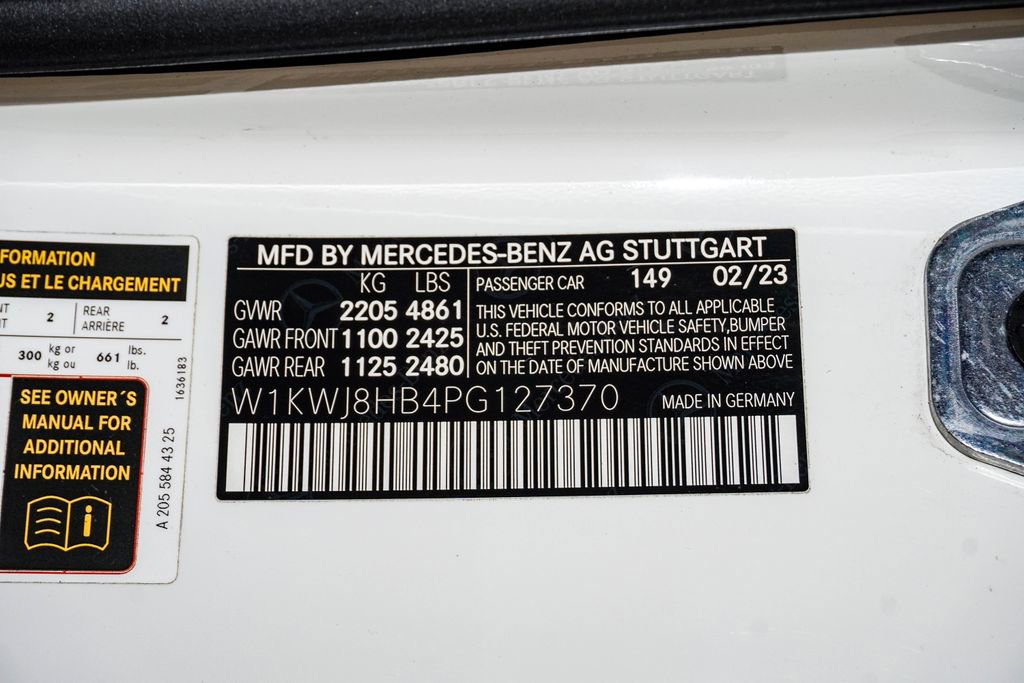 FORMATION
US ET LE CHARGEMENT
NT 2 REAR 2
NT ARRIÈRE
300 kg or 661 lbs.
kg ou lb.
SEE OWNER´S
MANUAL FOR
ADDITIONAL
INFORMATION
i
1636183
A 205 584 43 25
MFD BY MERCEDES-BENZ AG STUTTGART
KG LBS PASSENGER CAR 149 02/23
GVWR 2205 4861
GAWR FRONT 1100 2425
GAWR REAR 1125 2480
THIS VEHICLE CONFORMS TO ALL APPLICABLE
U.S. FEDERAL MOTOR VEHICLE SAFETY,BUMPER
AND THEFT PREVENTION STANDARDS IN EFFECT
ON THE DATE OF MANUFACTURE SHOWN ABOVE
W1KWJ8HB4PG127370 MADE IN GERMANY